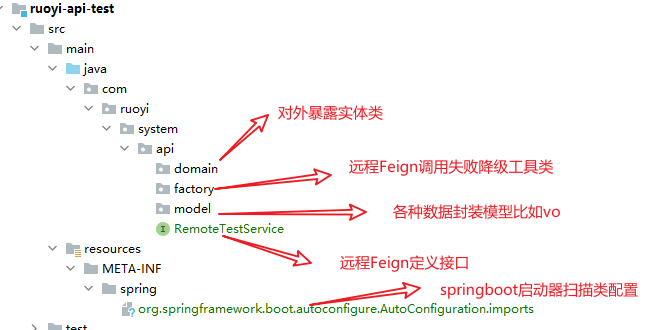 ruoyi-api-test
src
main
java
com
ruoyi
对外暴露实体类
system
api
domain
远程Feign调用失败降级工具类
factory
model
各种数据封装模型比如vo
RemoteTestService
resources
远程Feign定义接口
META-INF
spring
springboot启动器扫描类配置
org.springframework.boot.autoconfigure.AutoConfiguration.imports
test